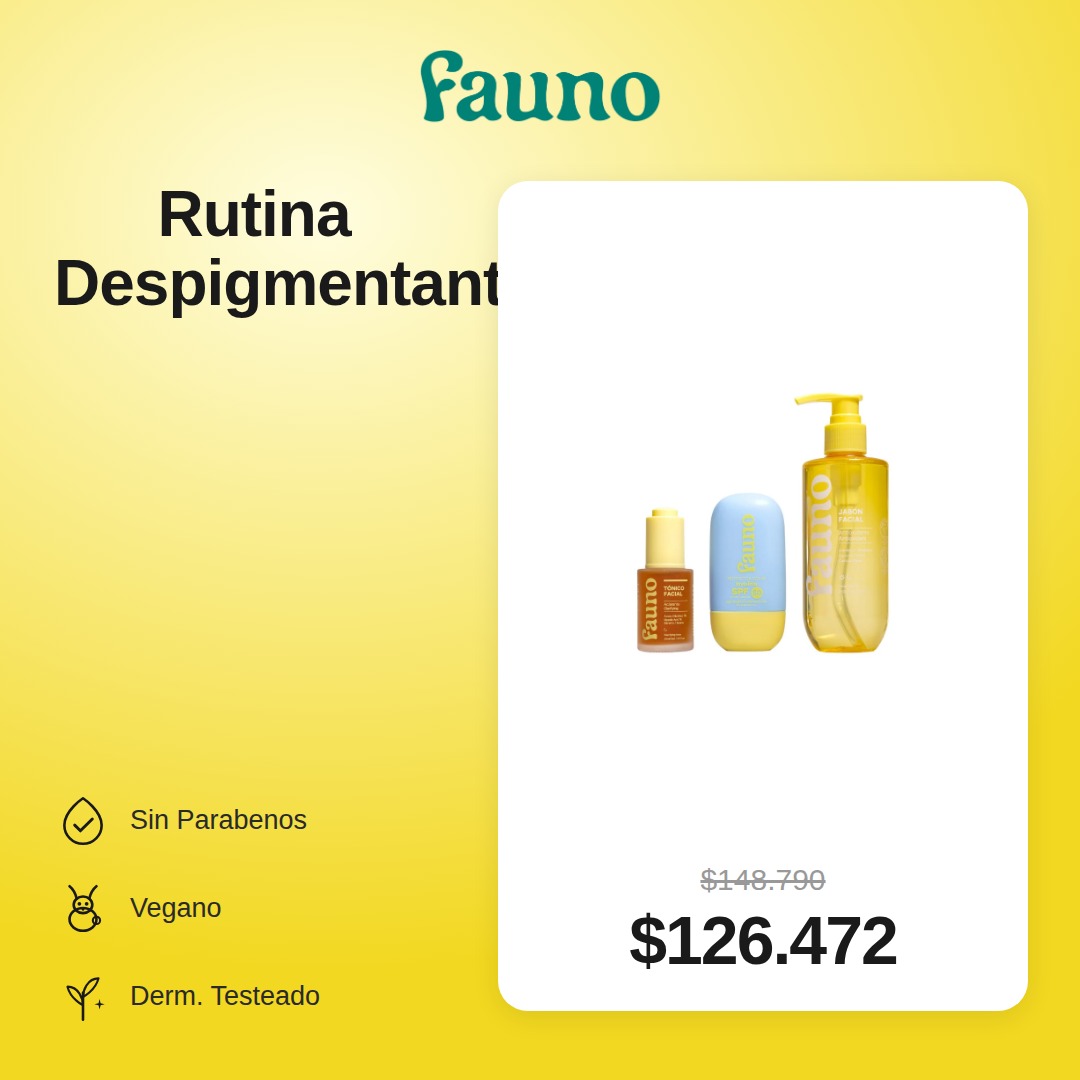 fauno
Rutina
Despigmentant
fauno
TÓNICO
FACIAL
fauno
fauno
JABÓN
FACIAL
Sin Parabenos
Vegano
Derm. Testeado
$148.790
$126.472